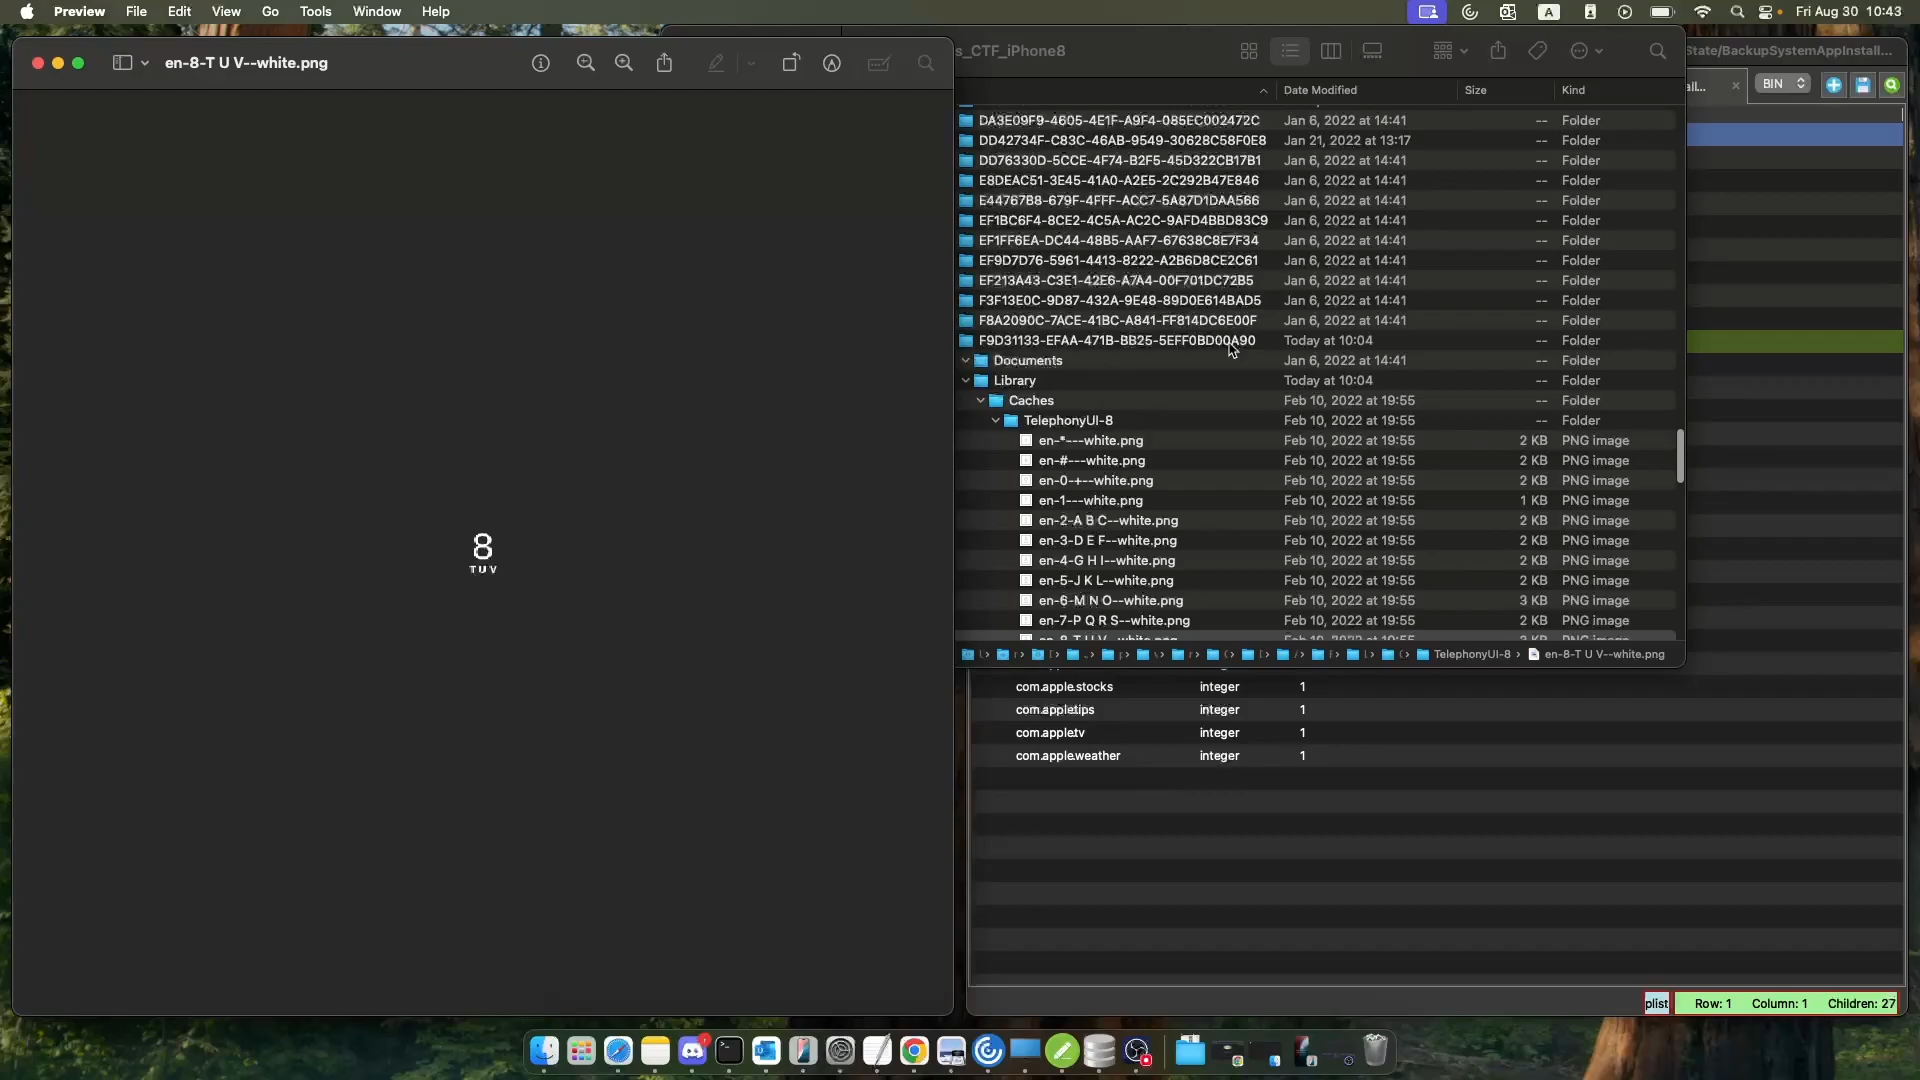 Preview File Edit View Go Tools Window Help
A
Fri Aug 30 10:43
en-8-T U V--white.png
s_CTF_iPhone8
State/BackupSystemAppInstall...
all...
BIN
Date Modified Size Kind
DA3E09F9-4605-4E1F-A9F4-085EC002472C Jan 6, 2022 at 14:41 -- Folder
DD42734F-C83C-46AB-9549-30628C58F0E8 Jan 21, 2022 at 13:17 -- Folder
DD76330D-5CCE-4F74-B2F5-45D322CB17B1 Jan 6, 2022 at 14:41 -- Folder
E8DEAC51-3E45-41A0-A2E5-2C292B47E846 Jan 6, 2022 at 14:41 -- Folder
E44767B8-679F-4FFF-ACC7-5A87D1DAA566 Jan 6, 2022 at 14:41 -- Folder
EF1BC6F4-8CE2-4C5A-AC2C-9AFD4BBD83C9 Jan 6, 2022 at 14:41 -- Folder
EF1FF6EA-DC44-48B5-AAF7-67638C8E7F34 Jan 6, 2022 at 14:41 -- Folder
EF9D7D76-5961-4413-8222-A2B6D8CE2C61 Jan 6, 2022 at 14:41 -- Folder
EF213A43-C3E1-42E6-A7A4-00F701DC72B5 Jan 6, 2022 at 14:41 -- Folder
F3F13E0C-9D87-432A-9E48-89D0E614BAD5 Jan 6, 2022 at 14:41 -- Folder
F8A2090C-7ACE-41BC-A841-FF814DC6E00F Jan 6, 2022 at 14:41 -- Folder
F9D31133-EFAA-471B-BB25-5EFF0BD00A90 Today at 10:04 -- Folder
Documents Jan 6, 2022 at 14:41 -- Folder
Library Today at 10:04 -- Folder
Caches Feb 10, 2022 at 19:55 -- Folder
TelephonyUI-8 Feb 10, 2022 at 19:55 -- Folder
en-*---white.png Feb 10, 2022 at 19:55 2 KB PNG image
en-#---white.png Feb 10, 2022 at 19:55 2 KB PNG image
en-0-+--white.png Feb 10, 2022 at 19:55 2 KB PNG image
en-1---white.png Feb 10, 2022 at 19:55 1 KB PNG image
en-2-A B C--white.png Feb 10, 2022 at 19:55 2 KB PNG image
en-3-D E F--white.png Feb 10, 2022 at 19:55 2 KB PNG image
en-4-G H I--white.png Feb 10, 2022 at 19:55 2 KB PNG image
en-5-J K L--white.png Feb 10, 2022 at 19:55 2 KB PNG image
en-6-M N O--white.png Feb 10, 2022 at 19:55 3 KB PNG image
en-7-P Q R S--white.png Feb 10, 2022 at 19:55 2 KB PNG image
en-8-T U V--white.png Feb 10, 2022 at 19:55 PNG image
TelephonyUI-8 › en-8-T U V--white.png
8
TUV
com.apple.stocks integer 1
com.apple.tips integer 1
com.apple.tv integer 1
com.apple.weather integer 1
plist Row: 1 Column: 1 Children: 27